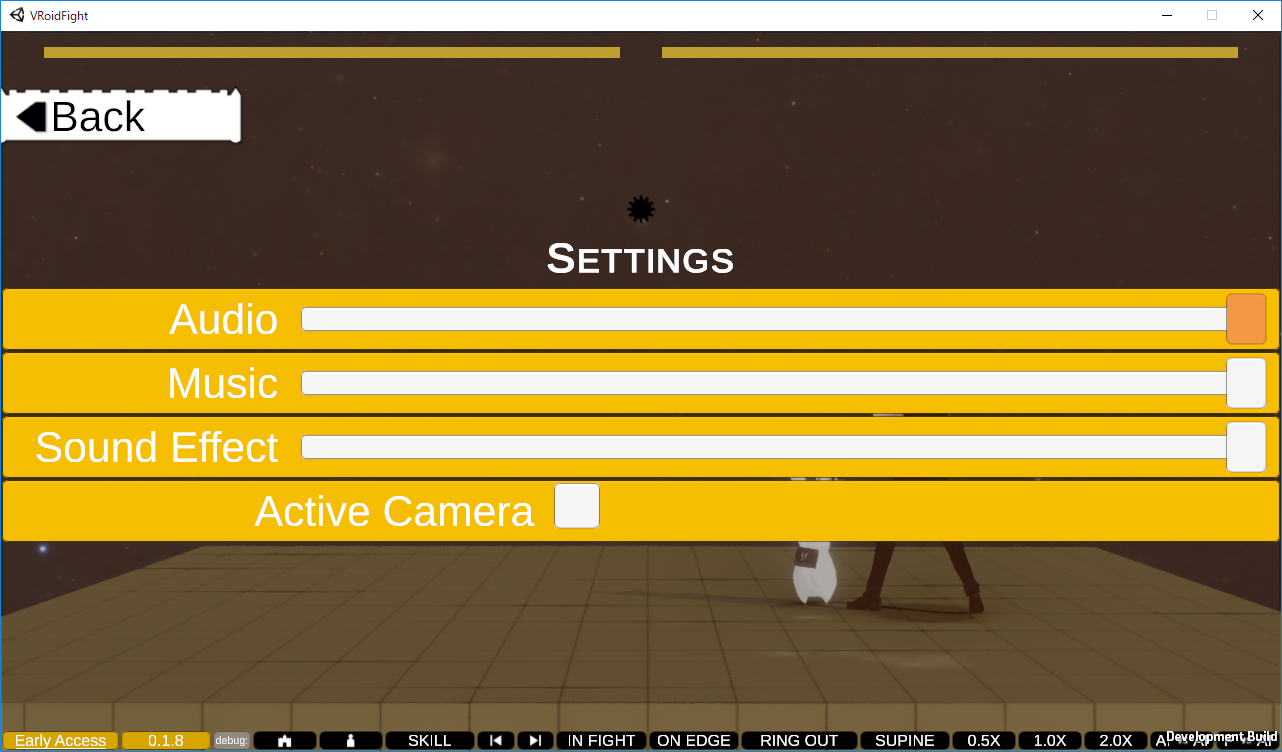 VRoidFight
Back
SETTINGS
Audio
Music
Sound Effect
Active Camera
Early Access 0.1.8 debug: SKILL IN FIGHT ON EDGE RING OUT SUPINE 0.5X 1.0X 2.0X
Development Build